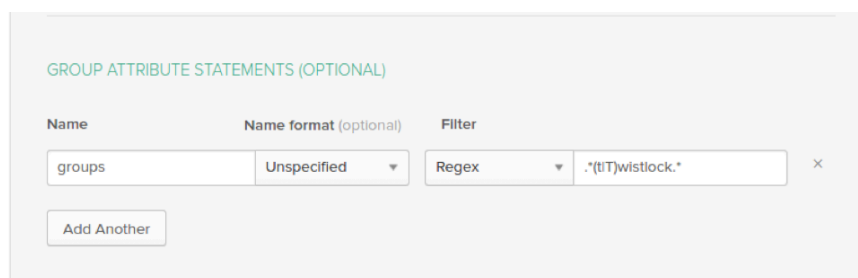 GROUP ATTRIBUTE STATEMENTS (OPTIONAL)
Name Name format (optional) Filter
groups Unspecified Regex .*(t|T)wistlock.*
Add Another